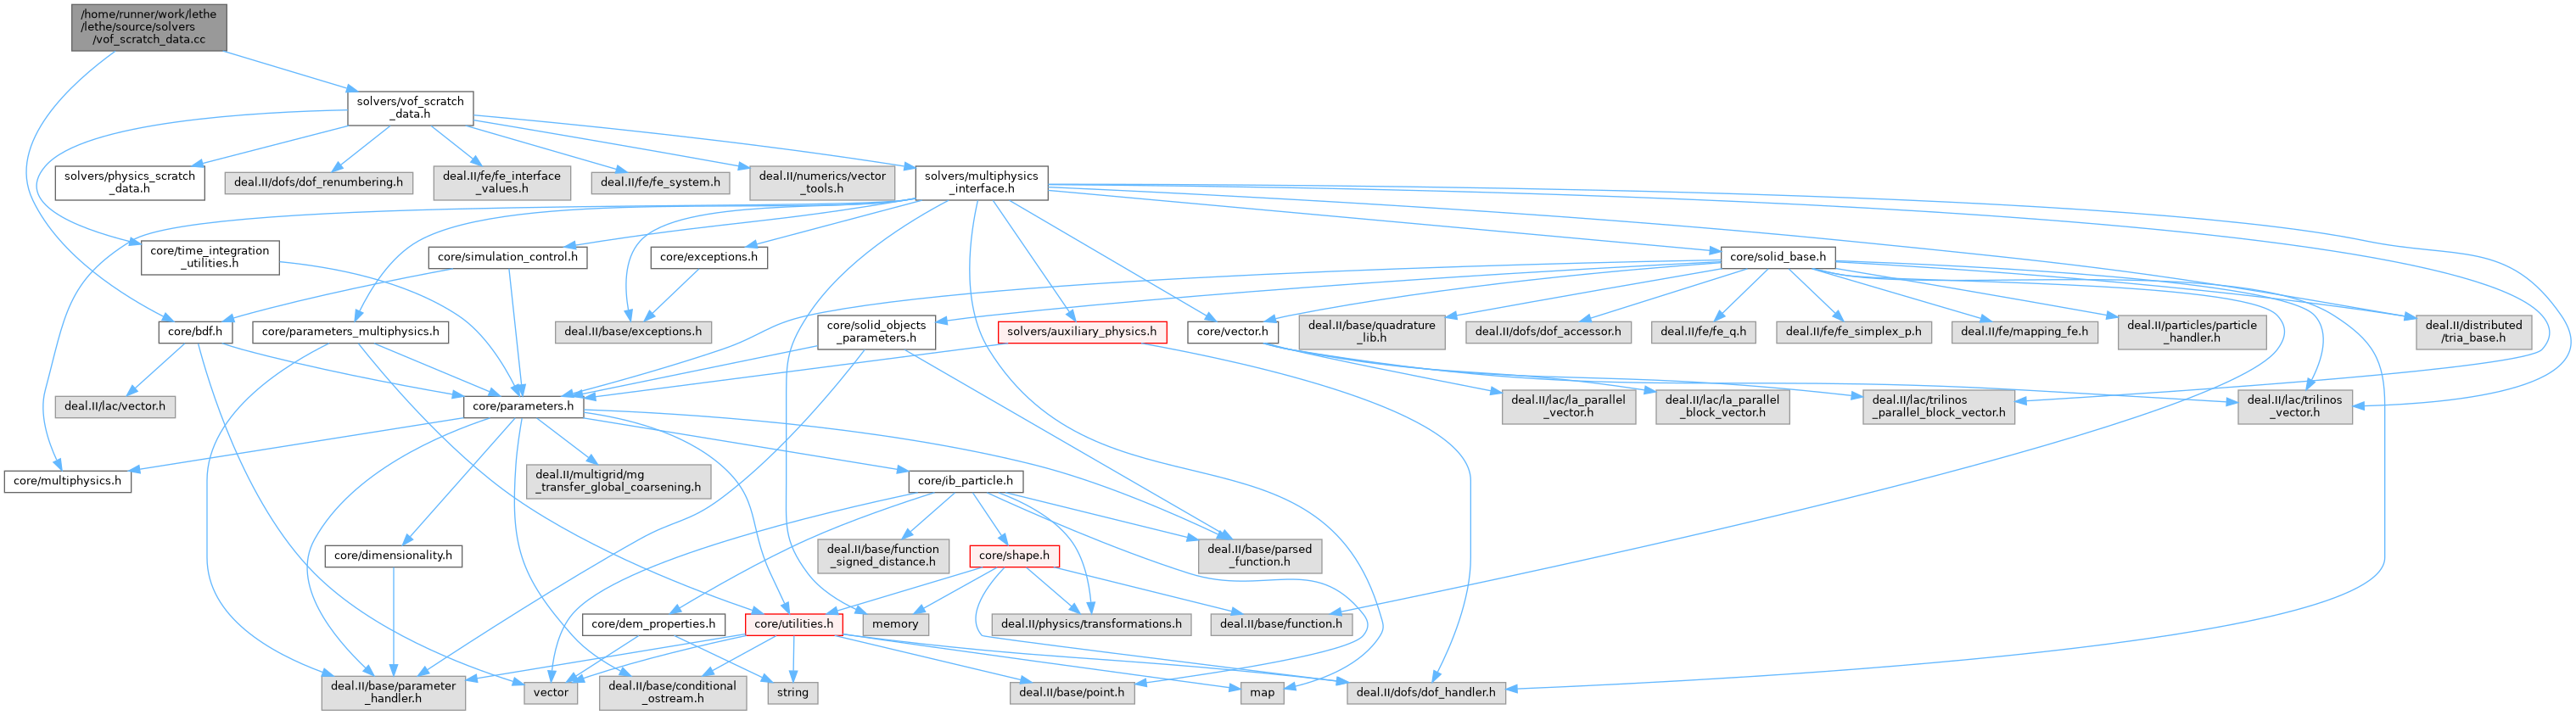 /home/runner/work/lethe
/lethe/source/solvers
/vof_scratch_data.cc
solvers/vof_scratch
_data.h
solvers/physics_scratch
_data.h
deal.II/dofs/dof_renumbering.h
deal.II/fe/fe_interface
_values.h
deal.II/fe/fe_system.h
deal.II/numerics/vector
_tools.h
solvers/multiphysics
_interface.h
core/time_integration
_utilities.h
core/simulation_control.h
core/exceptions.h
core/solid_base.h
core/bdf.h
core/parameters_multiphysics.h
deal.II/base/exceptions.h
core/solid_objects
_parameters.h
solvers/auxiliary_physics.h
core/vector.h
deal.II/base/quadrature
_lib.h
deal.II/dofs/dof_accessor.h
deal.II/fe/fe_q.h
deal.II/fe/fe_simplex_p.h
deal.II/fe/mapping_fe.h
deal.II/particles/particle
_handler.h
deal.II/distributed
/tria_base.h
deal.II/lac/vector.h
core/parameters.h
deal.II/lac/la_parallel
_vector.h
deal.II/lac/la_parallel
_block_vector.h
deal.II/lac/trilinos
_parallel_block_vector.h
deal.II/lac/trilinos
_vector.h
core/multiphysics.h
deal.II/multigrid/mg
_transfer_global_coarsening.h
core/ib_particle.h
core/dimensionality.h
deal.II/base/function
_signed_distance.h
core/shape.h
deal.II/base/parsed
_function.h
core/dem_properties.h
core/utilities.h
memory
deal.II/physics/transformations.h
deal.II/base/function.h
deal.II/base/parameter
_handler.h
vector
deal.II/base/conditional
_ostream.h
string
deal.II/base/point.h
map
deal.II/dofs/dof_handler.h